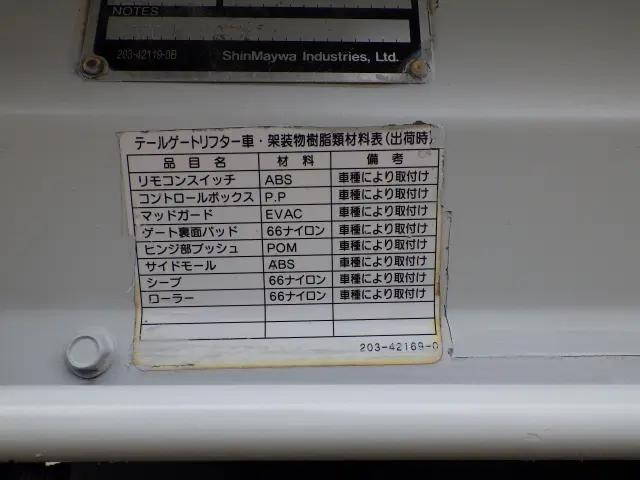 NOTES
203-42119-0B ShinMaywa Industries, Ltd.
テールゲートリフター車・架装物樹脂類材料表(出荷時)
品目名 材料 備考
リモコンスイッチ ABS 車種により取付け
コントロールボックス P.P 車種により取付け
マッドガード EVAC 車種により取付け
ゲート裏面パッド 66ナイロン 車種により取付け
ヒンジ部ブッシュ POM 車種により取付け
サイドモール ABS 車種により取付け
シーブ 66ナイロン 車種により取付け
ローラー 66ナイロン 車種により取付け
203-42169-0